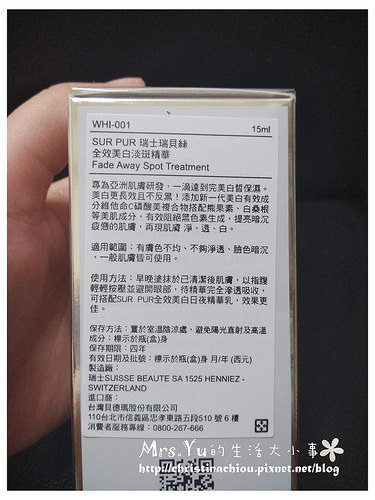 WHI-001 15ml
SUR PUR 瑞士瑞貝絲
全效美白淡斑精華
Fade Away Spot Treatment
專為亞洲肌膚研發，一滴達到完美白皙保濕。
美白更長效且不反黑！添加新一代美白有效成
分維他命C磷酸美複合物搭配熊果素、白桑根
等美肌成分，有效阻絕黑色素生成，提亮暗沉
疲憊的肌膚，再現肌膚 淨、透、白。
適用範圍：有膚色不均、不夠淨透、臉色暗沉
、一般肌膚皆可使用。
使用方法：早晚塗抹於已清潔後肌膚，以指腹
輕輕按壓並避開眼部，待精華完全滲透吸收，
可搭配SUR PUR全效美白日夜精華乳，效果更
佳。
保存方法：置於室溫陰涼處，避免陽光直射及高溫
成分：標示於瓶(盒)身
保存期限：四年
有效日期及批號：標示於瓶(盒)身 月/年 (西元)
製造廠：
瑞士SUISSE BEAUTE SA 1525 HENNIEZ -
SWITZERLAND
進口商：
台灣貝德瑪股份有限公司
110台北市信義區忠孝東路五段510 號 6 樓
消費者服務專線：0800-267-666
Mrs.Yu的生活大小事
http://christinachiou.pixnet.net/blog